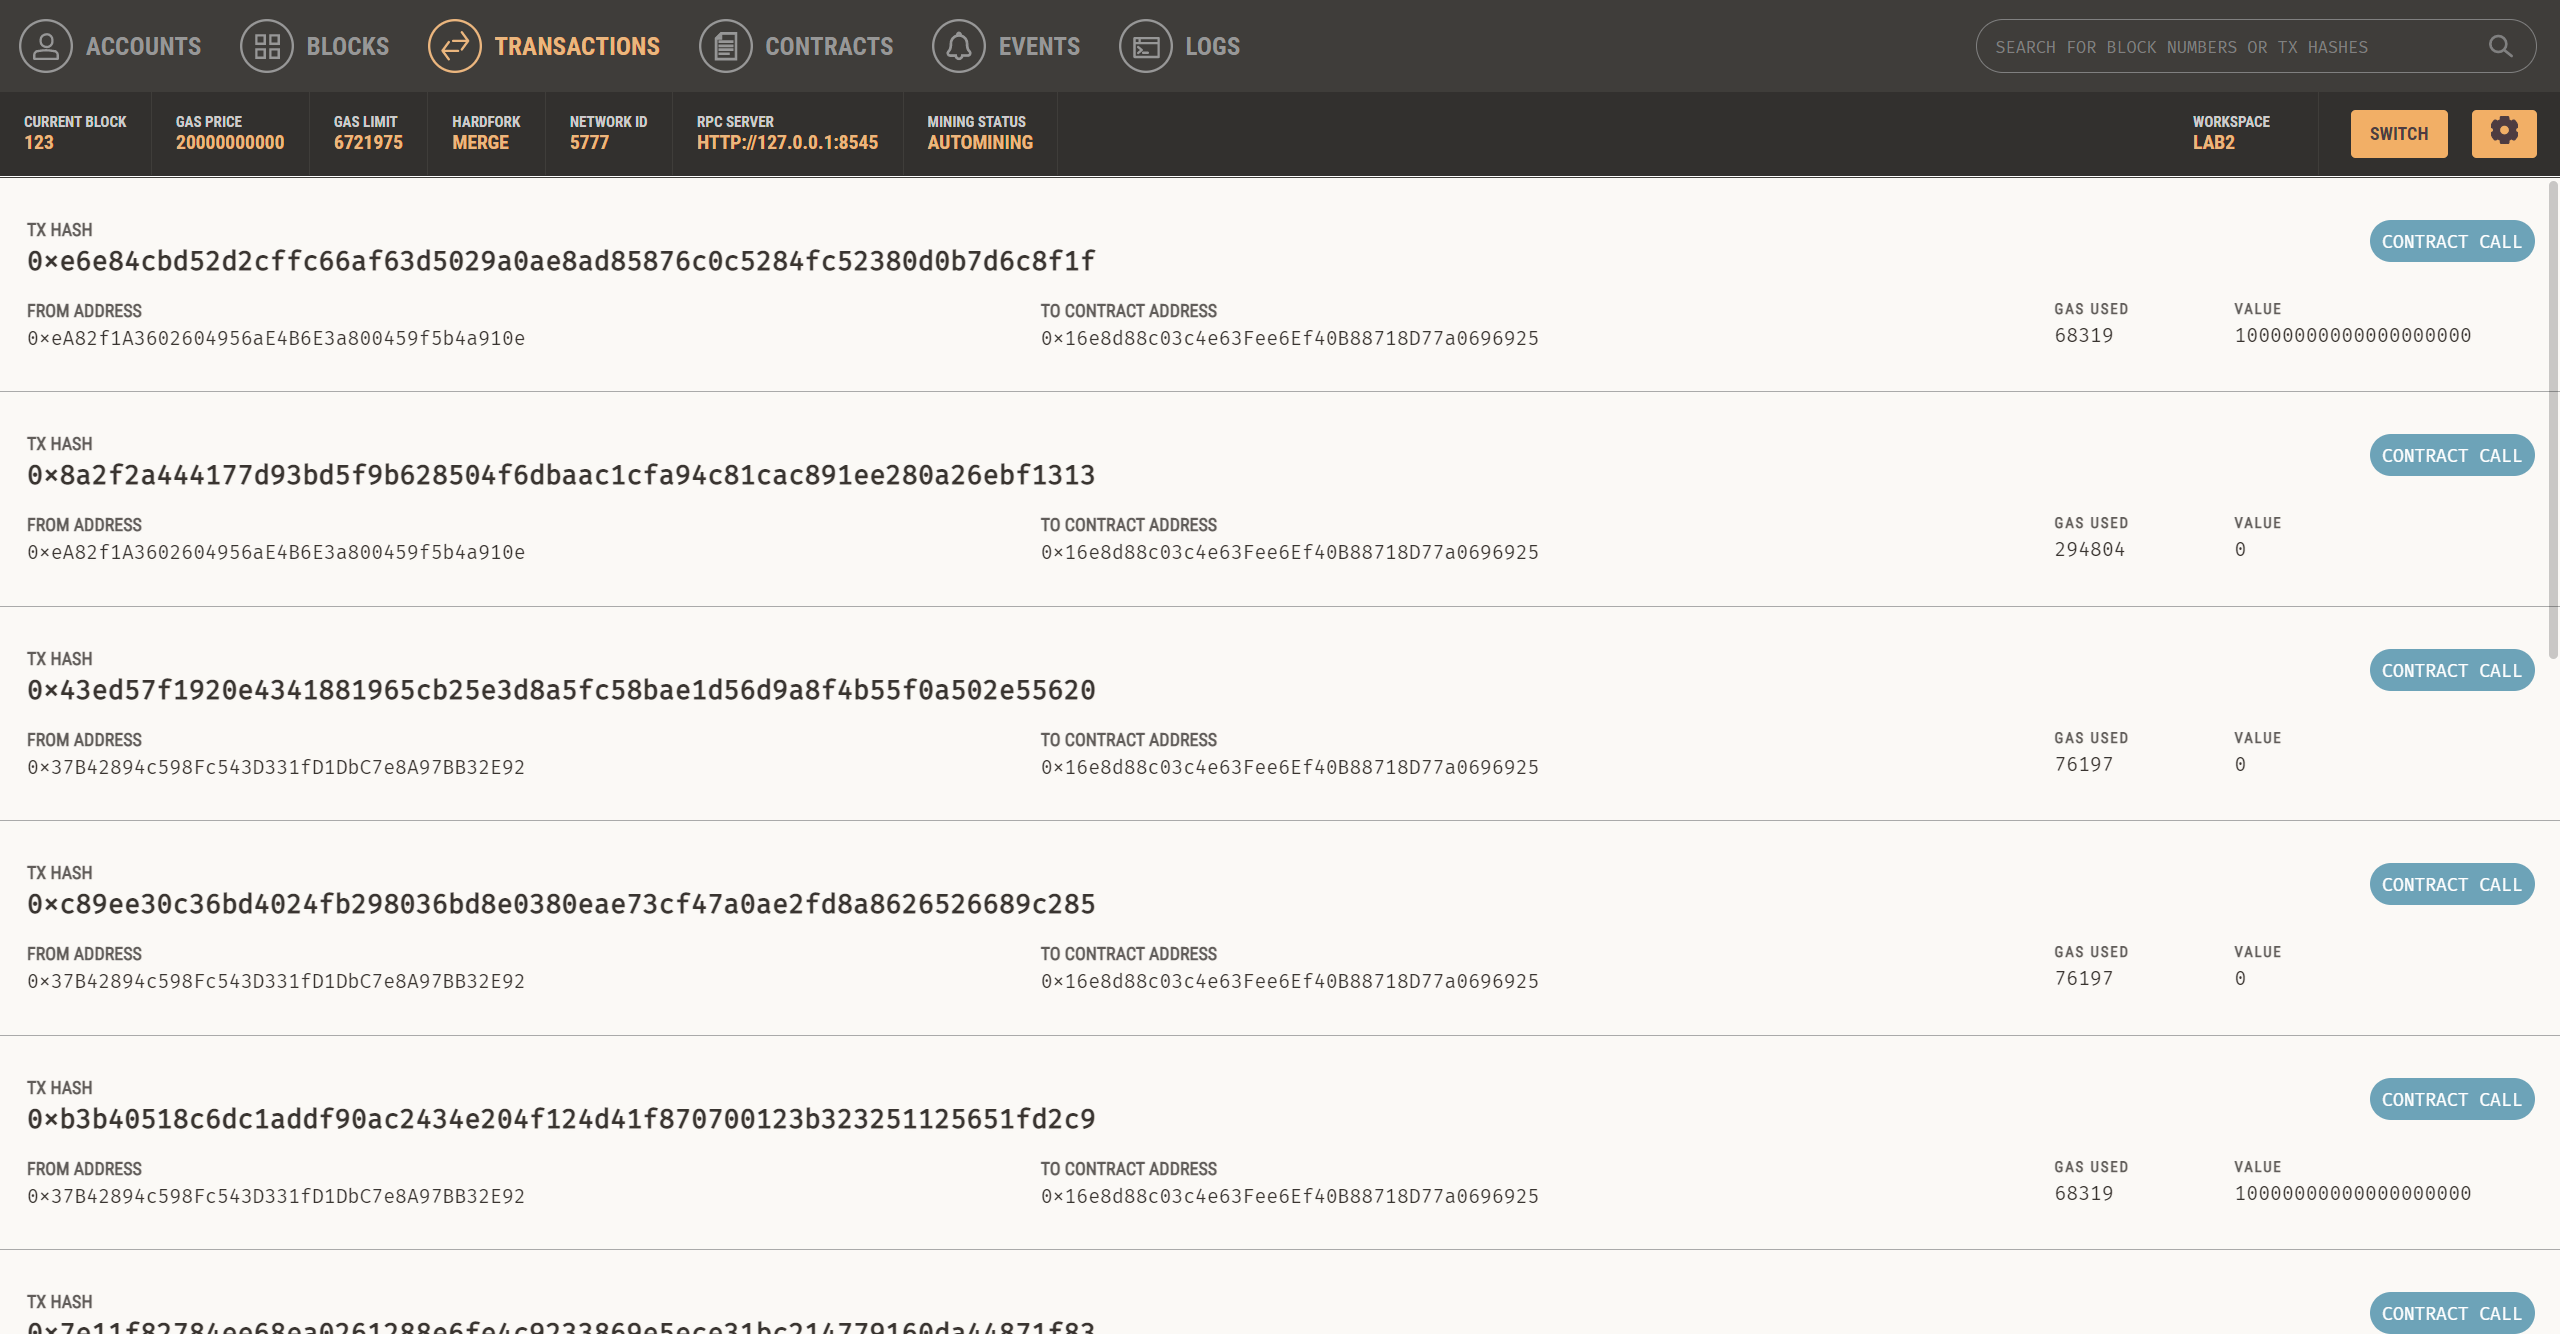 ACCOUNTS BLOCKS TRANSACTIONS CONTRACTS EVENTS LOGS SEARCH FOR BLOCK NUMBERS OR TX HASHES
CURRENT BLOCK GAS PRICE GAS LIMIT HARDFORK NETWORK ID RPC SERVER MINING STATUS WORKSPACE
123 20000000000 6721975 MERGE 5777 HTTP://127.0.0.1:8545 AUTOMINING LAB2 SWITCH
TX HASH
0×e6e84cbd52d2cffc66af63d5029a0ae8ad85876c0c5284fc52380d0b7d6c8f1f CONTRACT CALL
FROM ADDRESS TO CONTRACT ADDRESS GAS USED VALUE
0×eA82f1A3602604956aE4B6E3a800459f5b4a910e 0×16e8d88c03c4e63Fee6Ef40B88718D77a0696925 68319 10000000000000000000
TX HASH
0×8a2f2a444177d93bd5f9b628504f6dbaac1cfa94c81cac891ee280a26ebf1313 CONTRACT CALL
FROM ADDRESS TO CONTRACT ADDRESS GAS USED VALUE
0×eA82f1A3602604956aE4B6E3a800459f5b4a910e 0×16e8d88c03c4e63Fee6Ef40B88718D77a0696925 294804 0
TX HASH
0×43ed57f1920e4341881965cb25e3d8a5fc58bae1d56d9a8f4b55f0a502e55620 CONTRACT CALL
FROM ADDRESS TO CONTRACT ADDRESS GAS USED VALUE
0×37B42894c598Fc543D331fD1DbC7e8A97BB32E92 0×16e8d88c03c4e63Fee6Ef40B88718D77a0696925 76197 0
TX HASH
0×c89ee30c36bd4024fb298036bd8e0380eae73cf47a0ae2fd8a8626526689c285 CONTRACT CALL
FROM ADDRESS TO CONTRACT ADDRESS GAS USED VALUE
0×37B42894c598Fc543D331fD1DbC7e8A97BB32E92 0×16e8d88c03c4e63Fee6Ef40B88718D77a0696925 76197 0
TX HASH
0×b3b40518c6dc1addf90ac2434e204f124d41f870700123b323251125651fd2c9 CONTRACT CALL
FROM ADDRESS TO CONTRACT ADDRESS GAS USED VALUE
0×37B42894c598Fc543D331fD1DbC7e8A97BB32E92 0×16e8d88c03c4e63Fee6Ef40B88718D77a0696925 68319 10000000000000000000
TX HASH
CONTRACT CALL